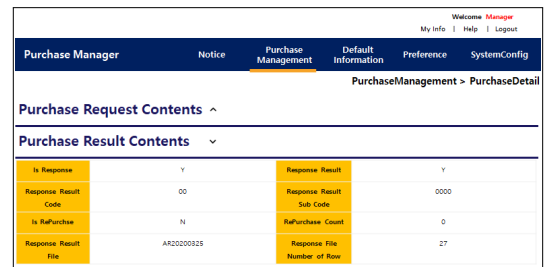 Welcome Manager
My Info | Help | Logout
Purchase Manager Notice Purchase Management Default Information Preference SystemConfig
PurchaseManagement > PurchaseDetail
Purchase Request Contents
Purchase Result Contents
Is Response Y Response Result Y
Response Result Code 00 Response Result Sub Code 0000
Is RePurchse N RePurchase Count 0
Response Result File AR20200325 Response File Number of Row 27